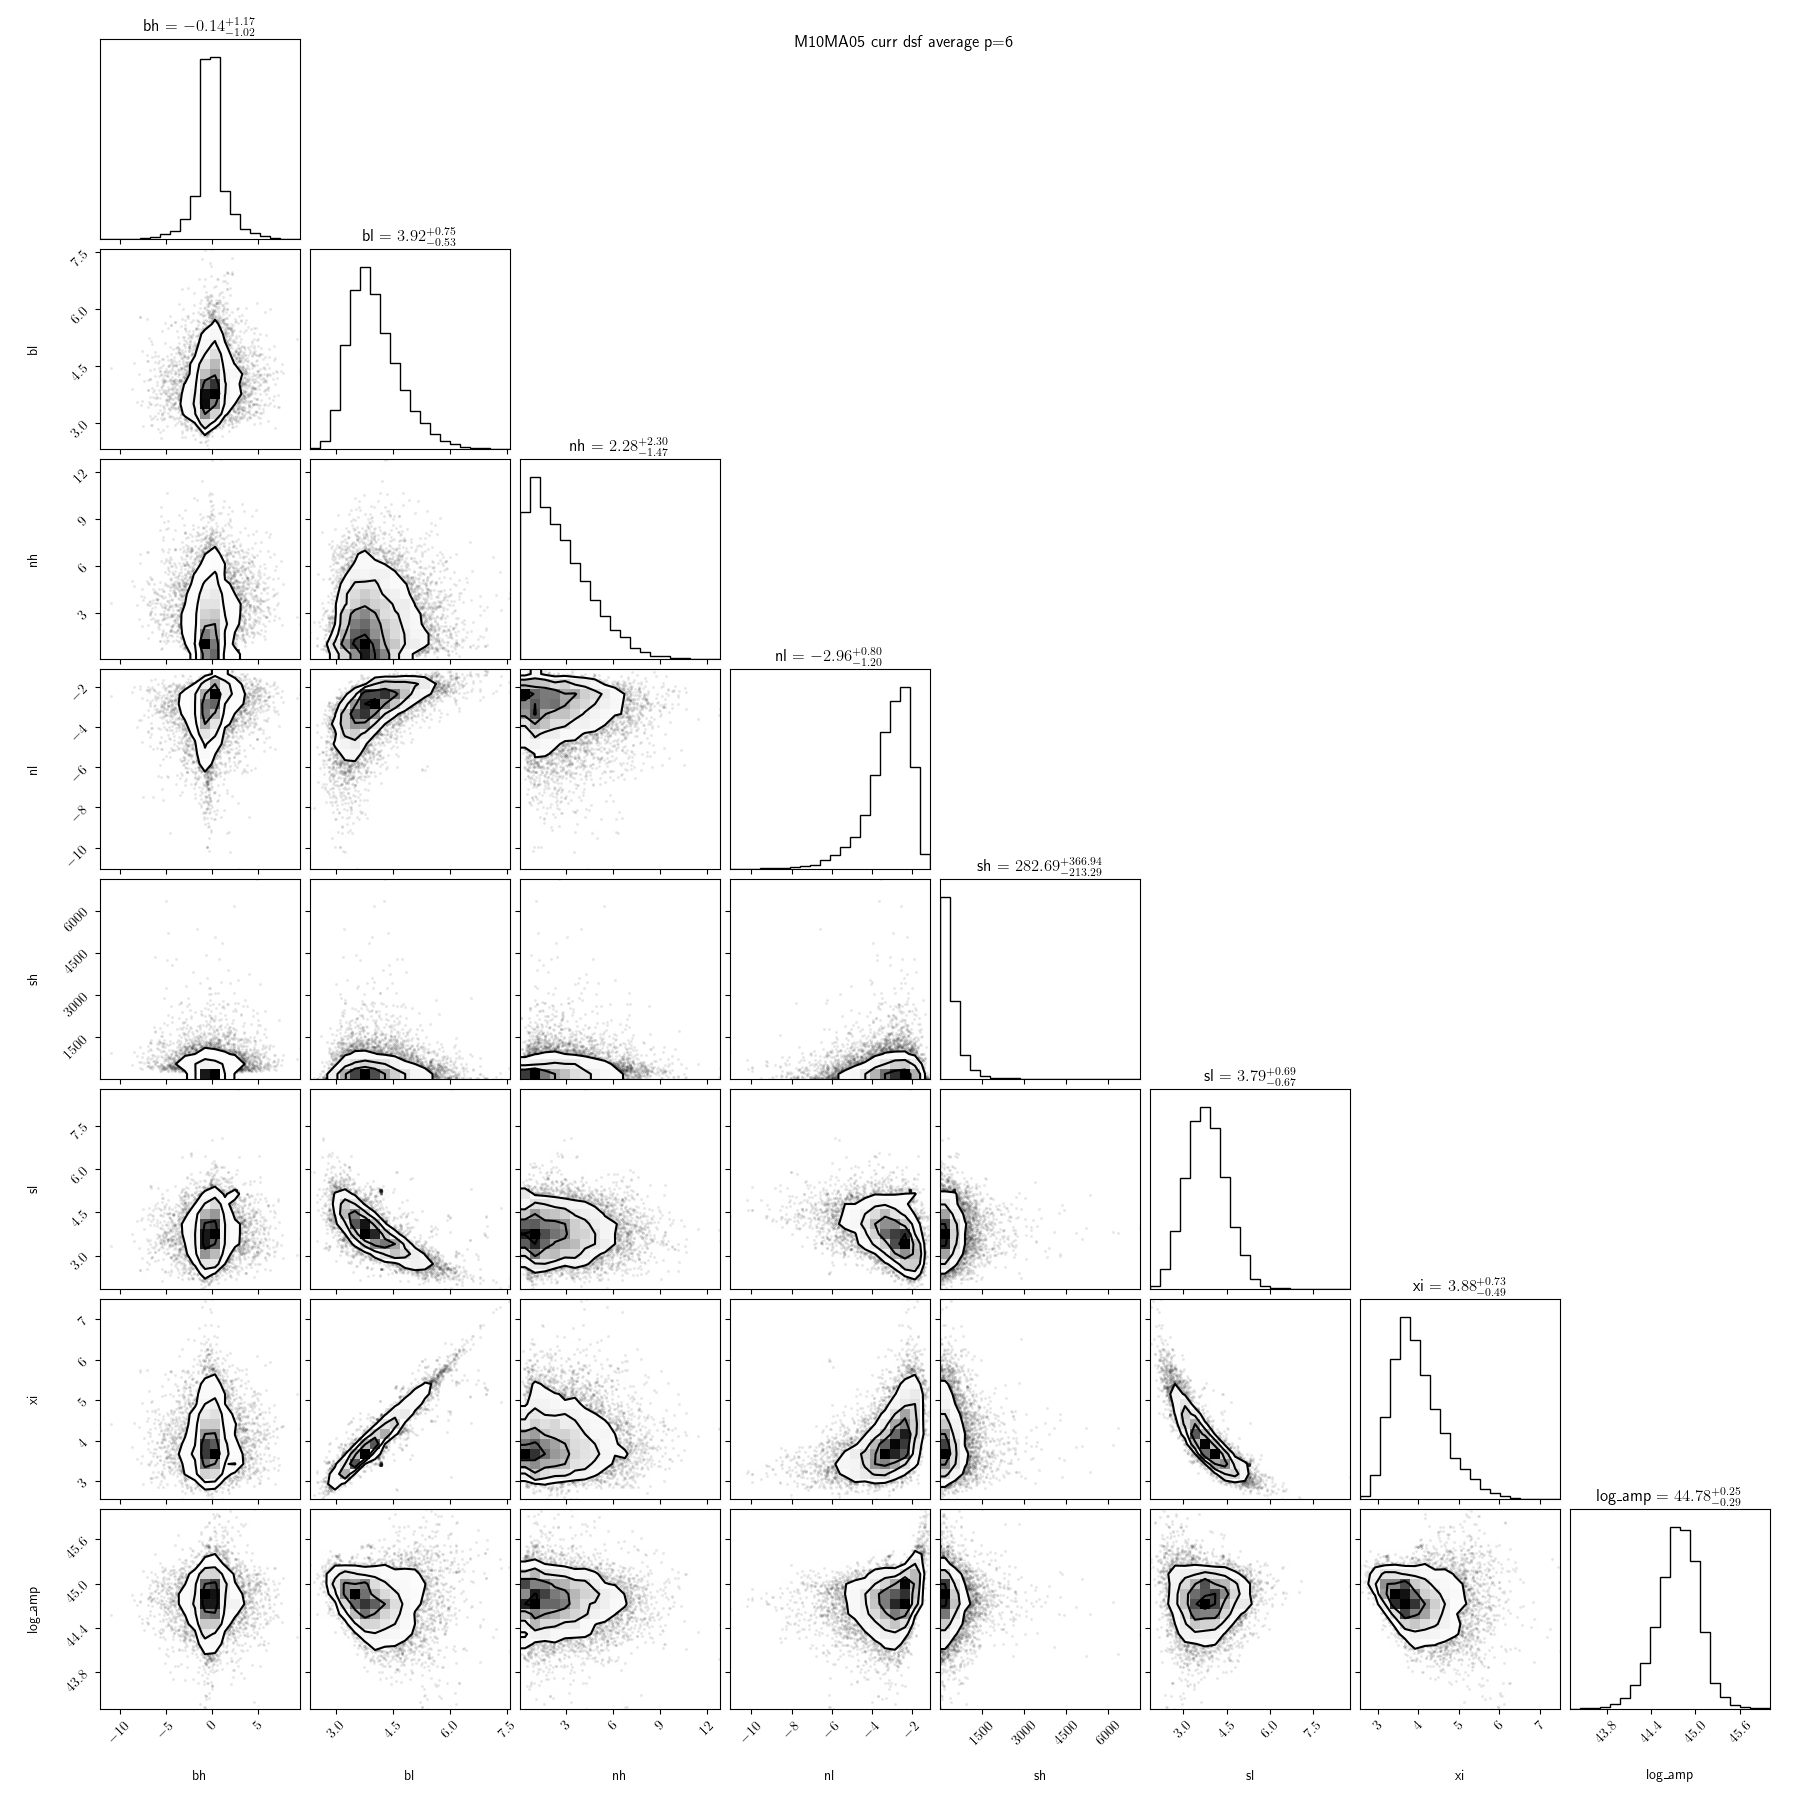 M10MA05 curr dsf average p=6
bh = −0.14 +1.17 −1.02
bl = 3.92 +0.75 −0.53
7.5
6.0
4.5
3.0
bl
nh = 2.28 +2.30 −1.47
12
9
6
3
nh
nl = −2.96 +0.80 −1.20
−2
−4
−6
−8
−10
nl
sh = 282.69 +366.94 −213.29
6000
4500
3000
1500
sh
sl = 3.79 +0.69 −0.67
7.5
6.0
4.5
3.0
sl
xi = 3.88 +0.73 −0.49
7
6
5
4
3
xi
log_amp = 44.78 +0.25 −0.29
45.6
45.0
44.4
43.8
log_amp
−10 −5 0 5 3.0 4.5 6.0 7.5 3 6 9 12 −10 −8 −4 −2 1500 3000 4500 6000 3.0 4.5 6.0 7.5 3 4 5 6 7 43.8 44.4 45.0 45.6
bh bl nh nl sh sl xi log_amp